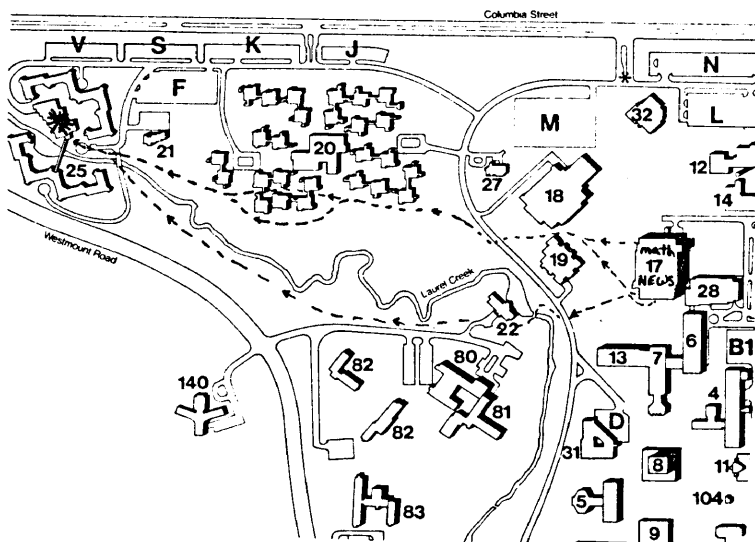 Columbia Street
V
S
K
J
N
F
M
32
L
21
20
12
25
27
18
14
math
17
NEWS
19
Westmount Road
Laurel Creek
28
22
6
B1
82
80
13
7
140
4
81
82
D
31
8
11
83
5
104
9